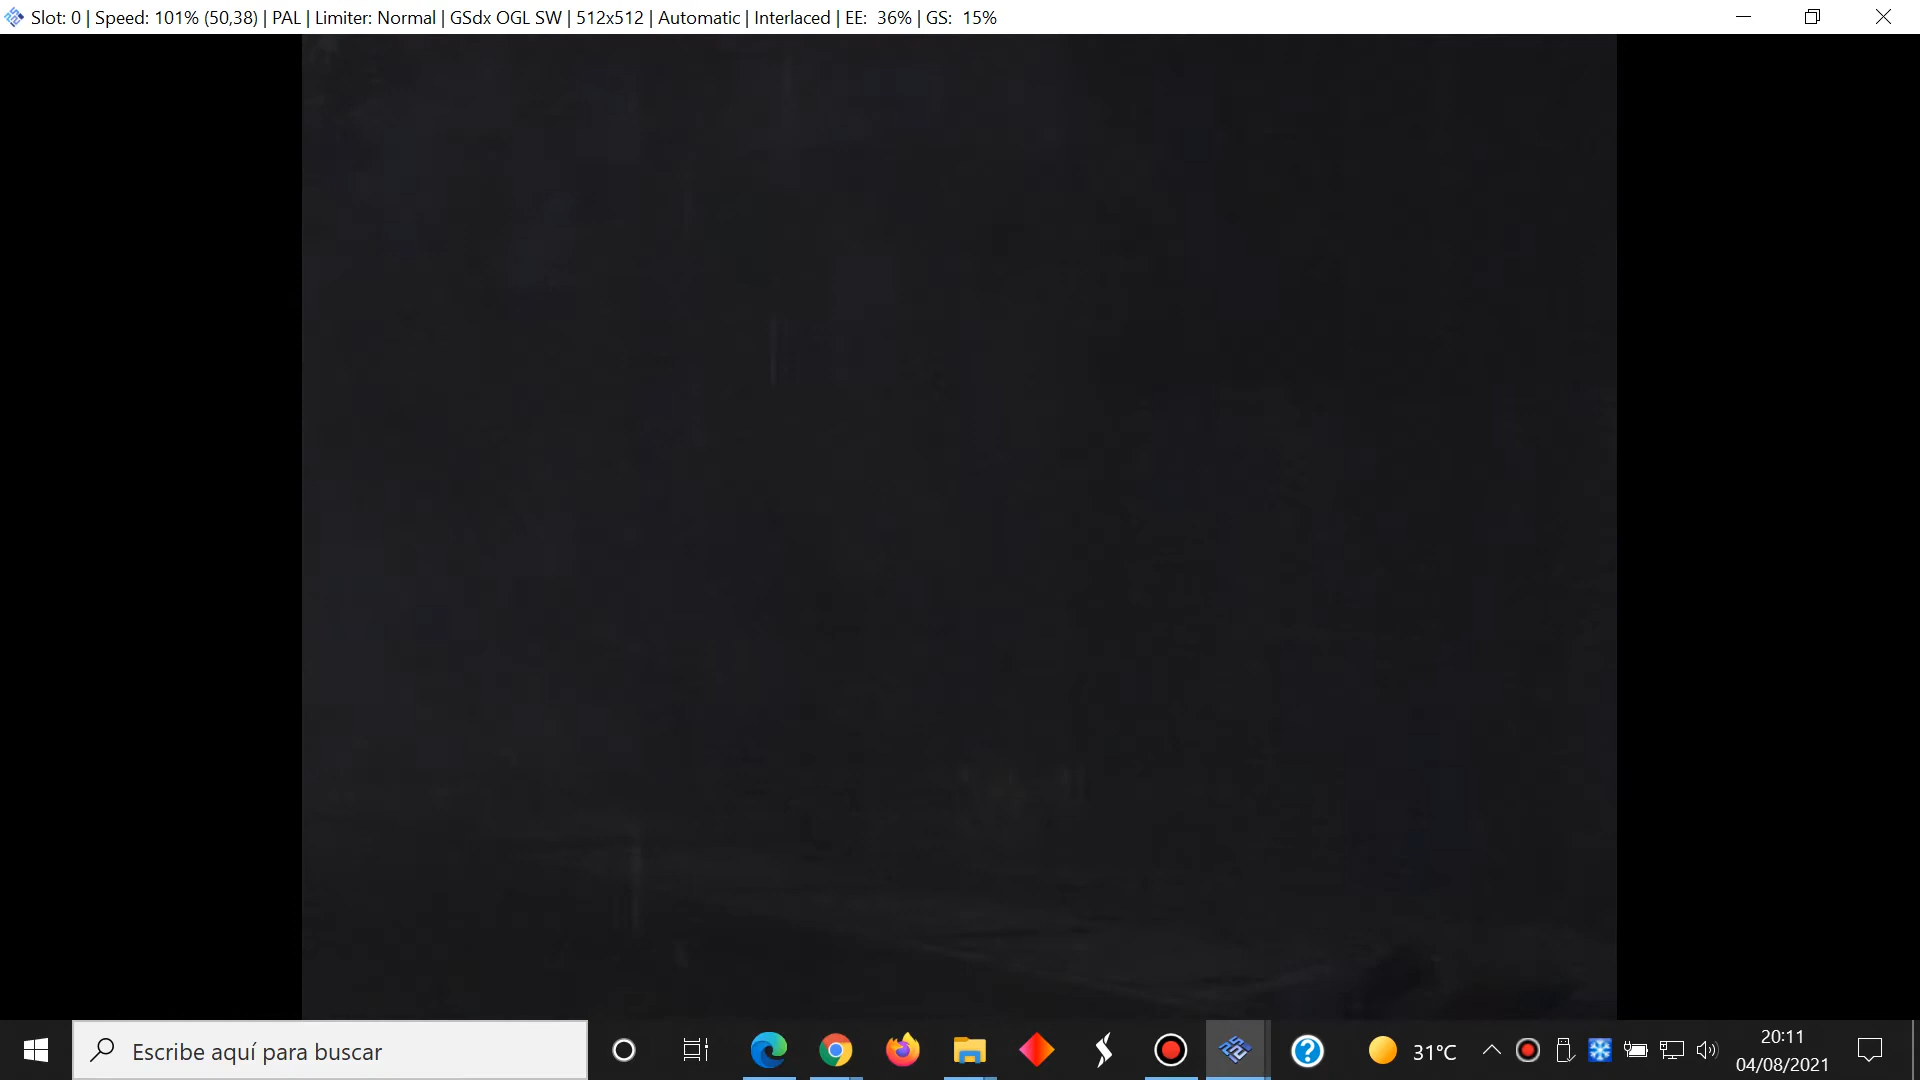 Slot: 0 | Speed: 101% (50,38) | PAL | Limiter: Normal | GSdx OGL SW | 512x512 | Automatic | Interlaced | EE:  36% | GS:  15%
Escribe aquí para buscar
31°C
20:11
04/08/2021